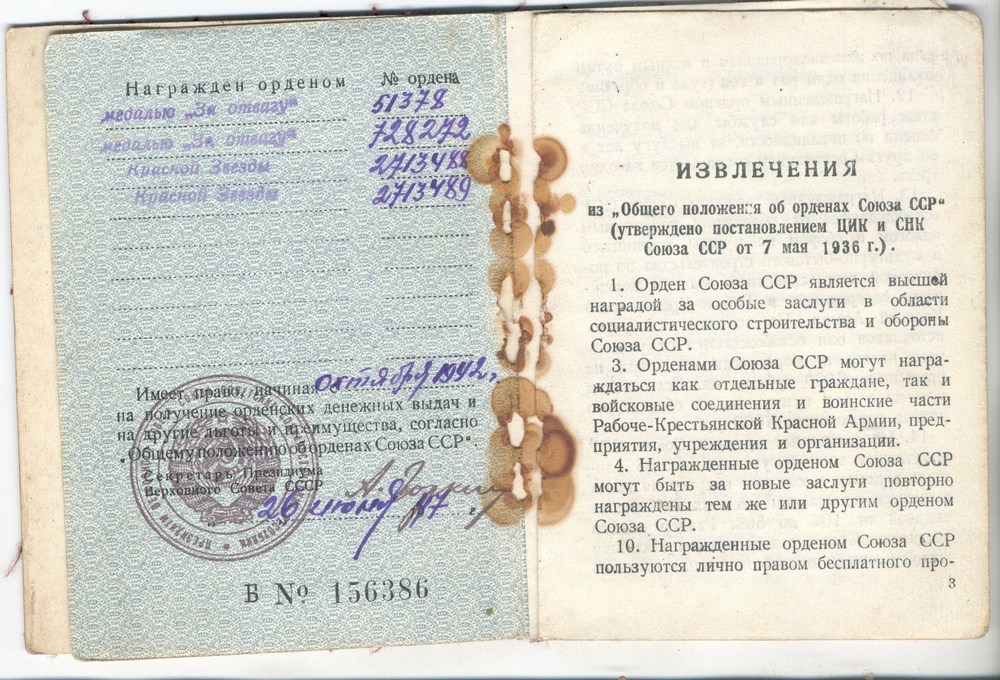 Награжден орденом № ордена
медалью „За отвагу" 51378
медалью „За отвагу" 728272
Красной Звезды 2713488
Красной Звезды 2713489
Имеет право, начиная с октября 1942 г.
на получение орденских денежных выдач и
на другие льготы и преимущества, согласно
„Общему положению об орденах Союза ССР".
Секретарь Президиума
Верховного Совета СССР
26 июня 47 г.
Б № 156386
ИЗВЛЕЧЕНИЯ
из „Общего положения об орденах Союза ССР"
(утверждено постановлением ЦИК и СНК
Союза ССР от 7 мая 1936 г.).
1. Орден Союза ССР является высшей
наградой за особые заслуги в области
социалистического строительства и обороны
Союза ССР.
3. Орденами Союза ССР могут награ-
ждаться как отдельные граждане, так и
войсковые соединения и воинские части
Рабоче-Крестьянской Красной Армии, пред-
приятия, учреждения и организации.
4. Награжденные орденом Союза ССР
могут быть за новые заслуги повторно
награждены тем же или другим орденом
Союза ССР.
10. Награжденные орденом Союза ССР
пользуются лично правом бесплатного про-
3